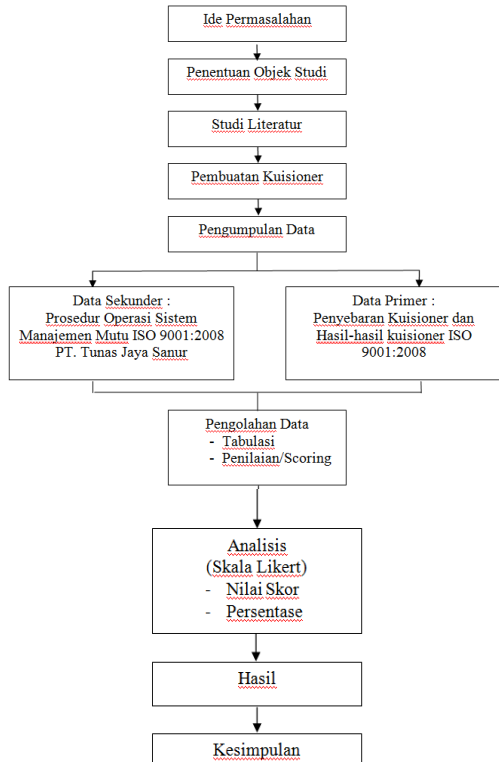 Ide Permasalahan
Penentuan Objek Studi
Studi Literatur
Pembuatan Kuisioner
Pengumpulan Data
Data Sekunder :
Prosedur Operasi Sistem
Manajemen Mutu ISO 9001:2008
PT. Tunas Jaya Sanur
Data Primer :
Penyebaran Kuisioner dan
Hasil-hasil kuisioner ISO
9001:2008
Pengolahan Data
- Tabulasi
- Penilaian/Scoring
Analisis
(Skala Likert)
- Nilai Skor
- Persentase
Hasil
Kesimpulan